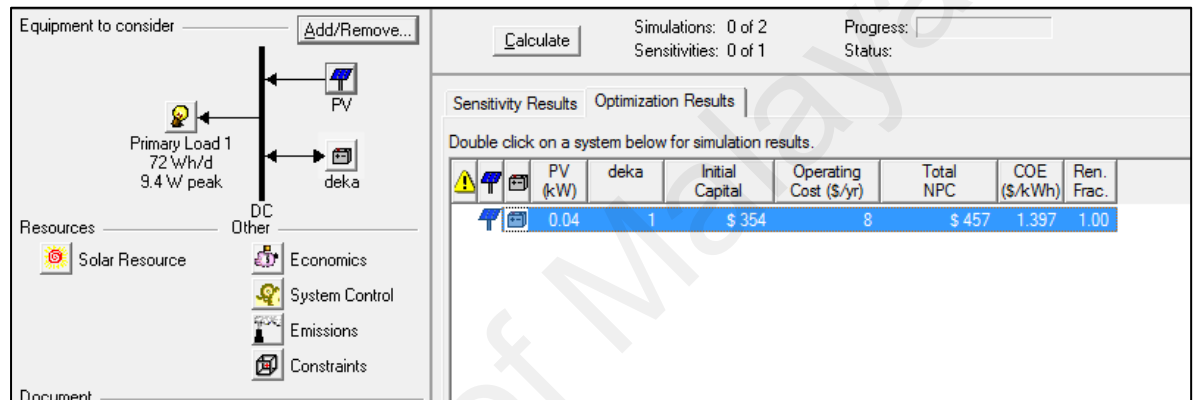 Equipment to consider
Add/Remove...
PV
Primary Load 1
72 Wh/d
9.4 W peak
deka
DC
Resources
Other
Solar Resource
Economics
System Control
Emissions
Constraints
Document
Calculate
Simulations: 0 of 2
Progress:
Sensitivities: 0 of 1
Status:
Sensitivity Results
Optimization Results
Double click on a system below for simulation results.
PV (kW) deka Initial Capital Operating Cost ($/yr) Total NPC COE ($/kWh) Ren. Frac.
0.04 1 $ 354 8 $ 457 1.397 1.00
of Malaya